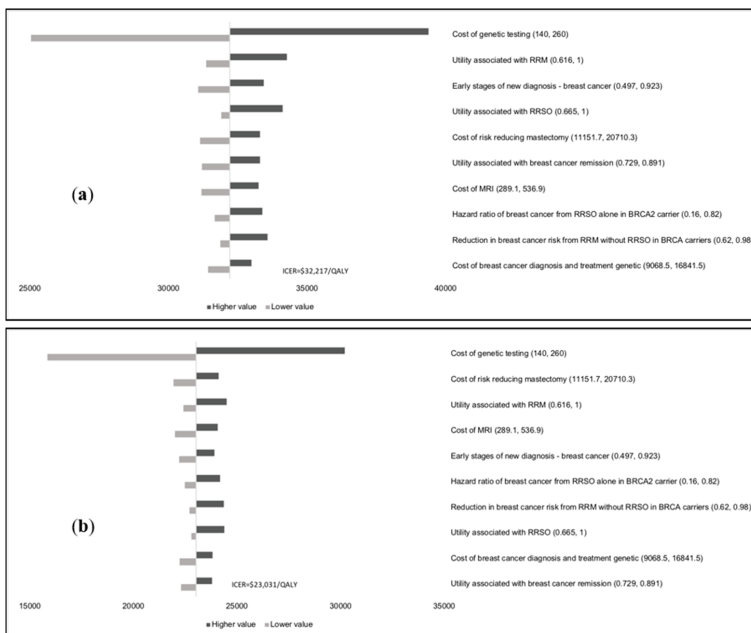 Cost of genetic testing (140, 260)
Utility associated with RRM (0.616, 1)
Early stages of new diagnosis - breast cancer (0.497, 0.923)
Utility associated with RRSO (0.665, 1)
Cost of risk reducing mastectomy (11151.7, 20710.3)
Utility associated with breast cancer remission (0.729, 0.891)
(a)
Cost of MRI (289.1, 536.9)
Hazard ratio of breast cancer from RRSO alone in BRCA2 carrier (0.16, 0.82)
Reduction in breast cancer risk from RRM without RRSO in BRCA carriers (0.62, 0.98
Cost of breast cancer diagnosis and treatment genetic (9068.5, 16841.5)
ICER=$32,217/QALY
25000 30000 35000 40000
Higher value Lower value
Cost of genetic testing (140, 260)
Cost of risk reducing mastectomy (11151.7, 20710.3)
Utility associated with RRM (0.616, 1)
Cost of MRI (289.1, 536.9)
Early stages of new diagnosis - breast cancer (0.497, 0.923)
Hazard ratio of breast cancer from RRSO alone in BRCA2 carrier (0.16, 0.82)
Reduction in breast cancer risk from RRM without RRSO in BRCA carriers (0.62, 0.98)
(b)
Utility associated with RRSO (0.665, 1)
Cost of breast cancer diagnosis and treatment genetic (9068.5, 16841.5)
Utility associated with breast cancer remission (0.729, 0.891)
ICER=$23,031/QALY
15000 20000 25000 30000 35000
Higher value Lower value